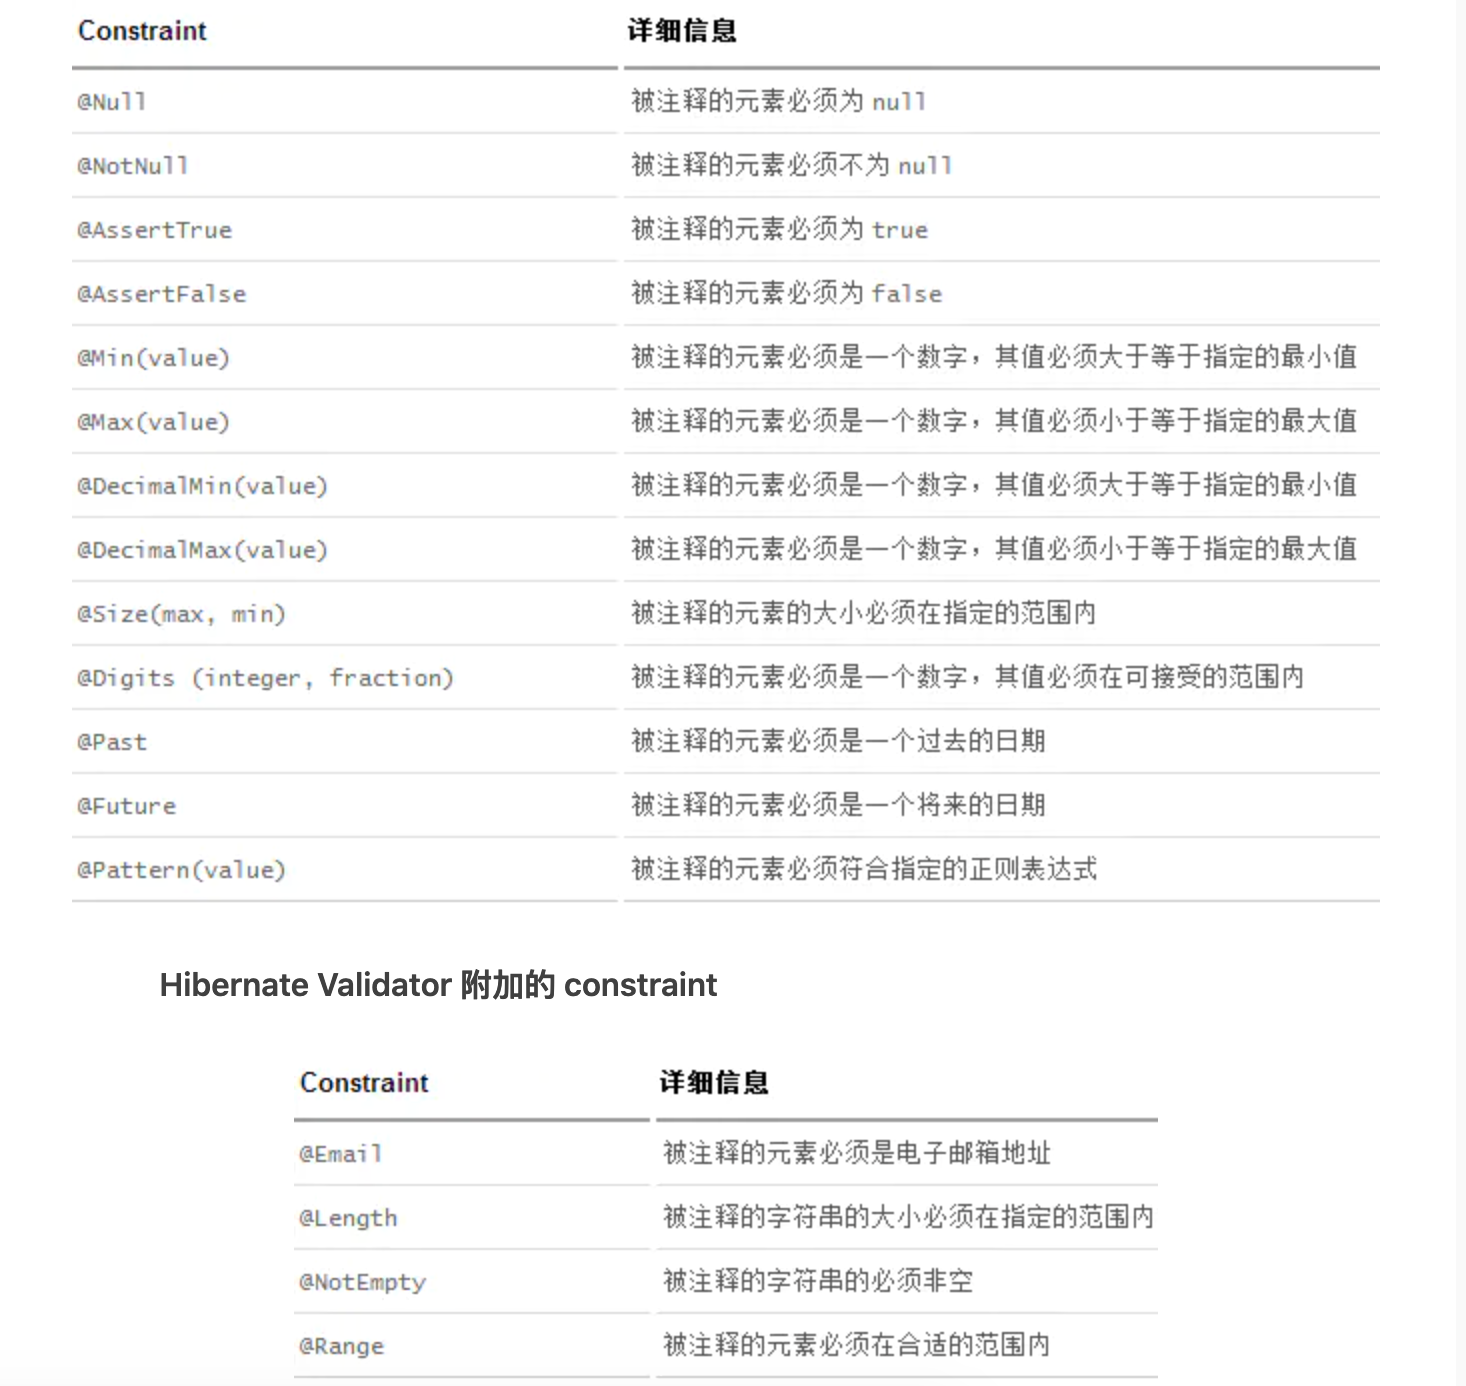 Constraint 详细信息
@Null 被注释的元素必须为 null
@NotNull 被注释的元素必须不为 null
@AssertTrue 被注释的元素必须为 true
@AssertFalse 被注释的元素必须为 false
@Min(value) 被注释的元素必须是一个数字，其值必须大于等于指定的最小值
@Max(value) 被注释的元素必须是一个数字，其值必须小于等于指定的最大值
@DecimalMin(value) 被注释的元素必须是一个数字，其值必须大于等于指定的最小值
@DecimalMax(value) 被注释的元素必须是一个数字，其值必须小于等于指定的最大值
@Size(max, min) 被注释的元素的大小必须在指定的范围内
@Digits (integer, fraction) 被注释的元素必须是一个数字，其值必须在可接受的范围内
@Past 被注释的元素必须是一个过去的日期
@Future 被注释的元素必须是一个将来的日期
@Pattern(value) 被注释的元素必须符合指定的正则表达式
Hibernate Validator 附加的 constraint
Constraint 详细信息
@Email 被注释的元素必须是电子邮箱地址
@Length 被注释的字符串的大小必须在指定的范围内
@NotEmpty 被注释的字符串的必须非空
@Range 被注释的元素必须在合适的范围内